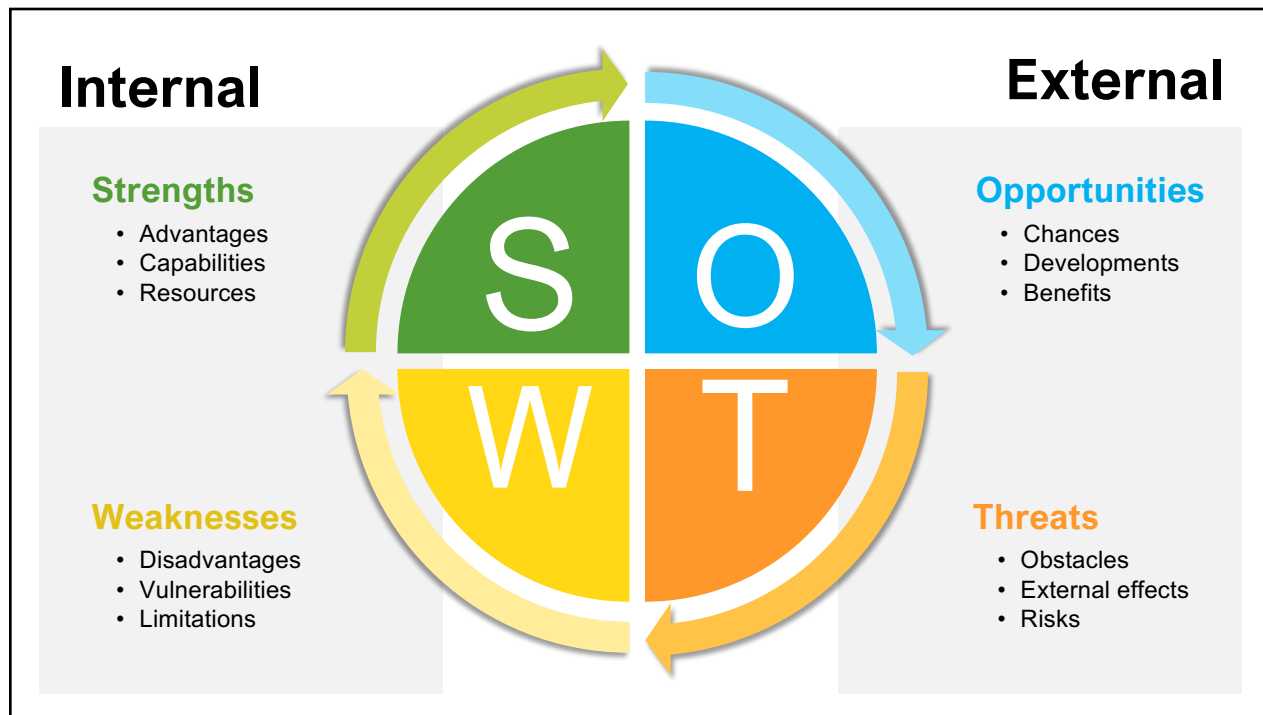 Internal
Strengths
• Advantages
• Capabilities
• Resources
Weaknesses
• Disadvantages
• Vulnerabilities
• Limitations
S
O
W
T
External
Opportunities
• Chances
• Developments
• Benefits
Threats
• Obstacles
• External effects
• Risks